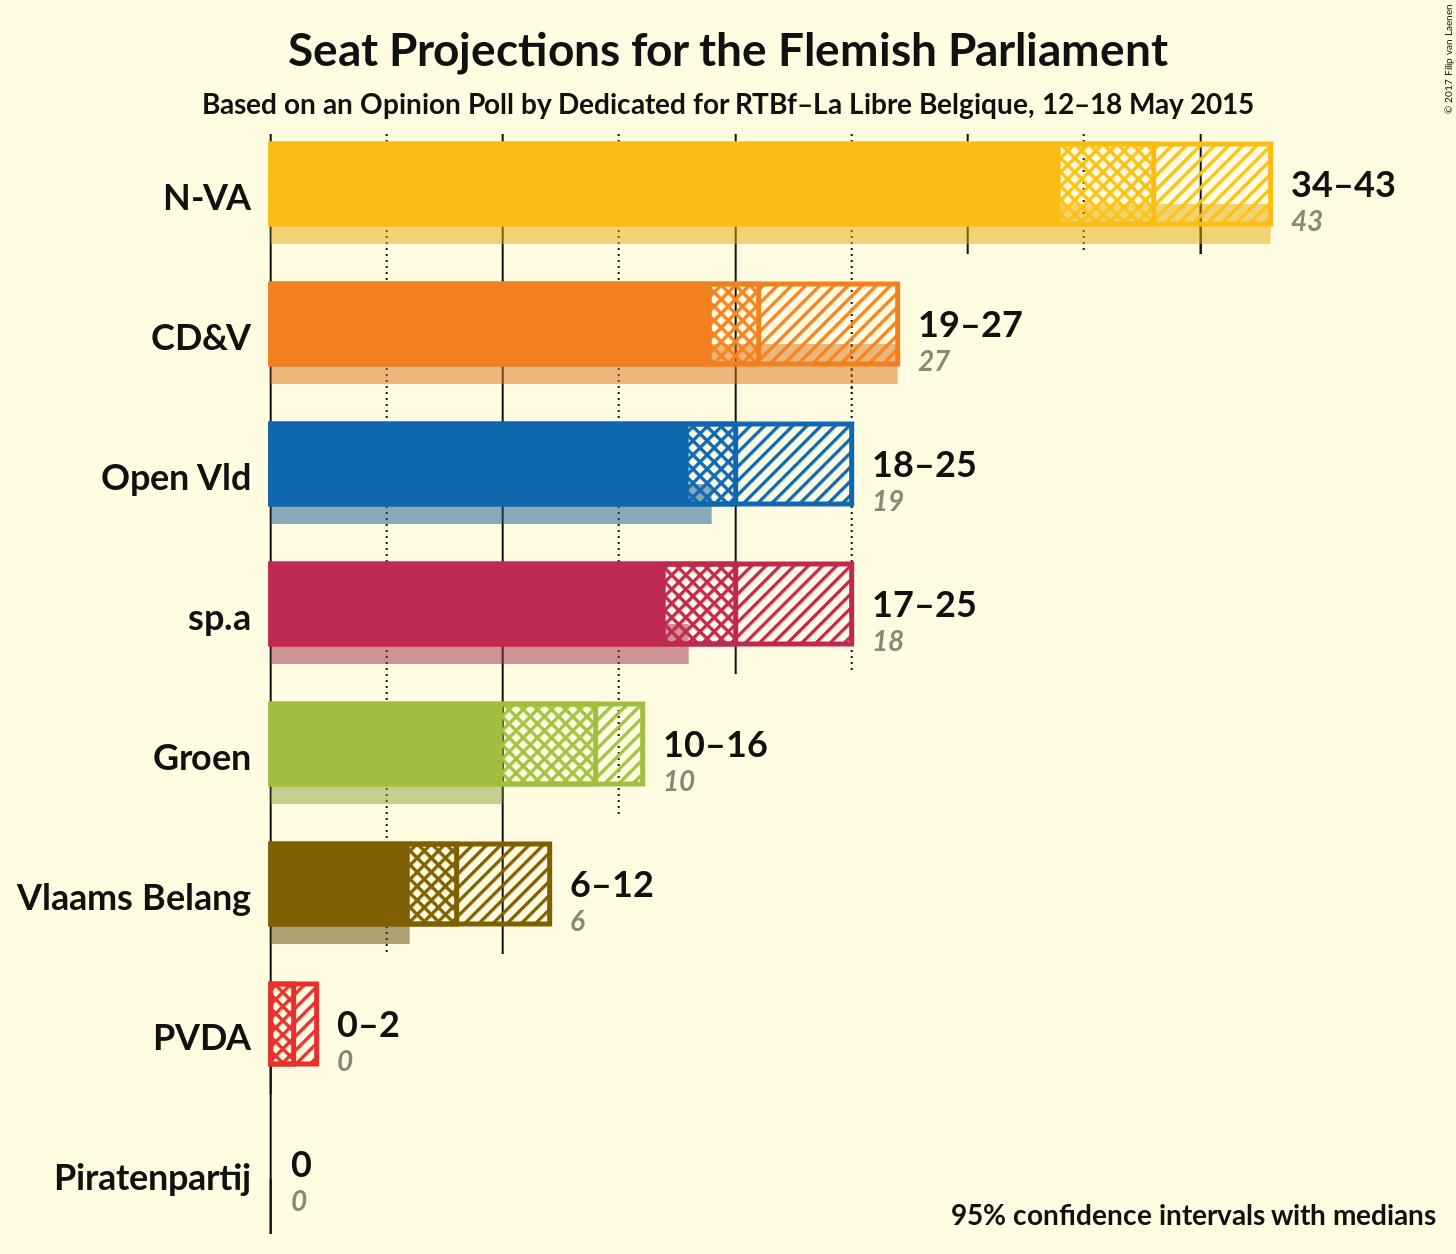 Seat Projections for the Flemish Parliament
Based on an Opinion Poll by Dedicated for RTBf–La Libre Belgique, 12–18 May 2015
© 2017 Filip van Laenen
N-VA
34–43
43
CD&V
19–27
27
Open Vld
18–25
19
sp.a
17–25
18
Groen
10–16
10
Vlaams Belang
6–12
6
PVDA
0–2
0
Piratenpartij
0
0
95% confidence intervals with medians